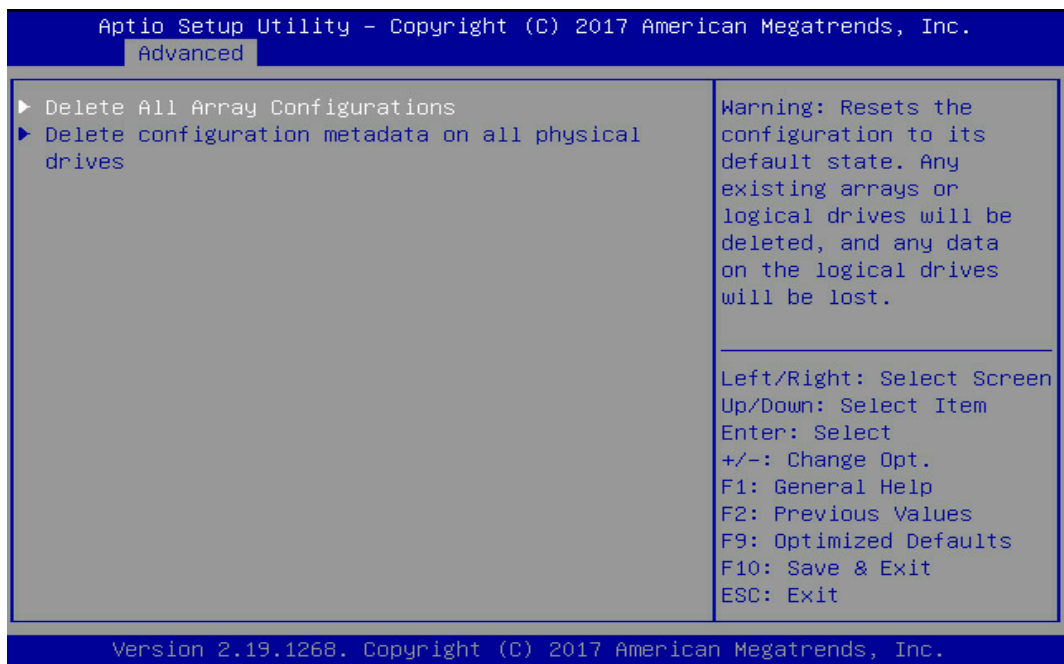 Aptio Setup Utility – Copyright (C) 2017 American Megatrends, Inc.
Advanced
Delete All Array Configurations
Delete configuration metadata on all physical
drives
Warning: Resets the
configuration to its
default state. Any
existing arrays or
logical drives will be
deleted, and any data
on the logical drives
will be lost.
Left/Right: Select Screen
Up/Down: Select Item
Enter: Select
+/-: Change Opt.
F1: General Help
F2: Previous Values
F9: Optimized Defaults
F10: Save & Exit
ESC: Exit
Version 2.19.1268. Copyright (C) 2017 American Megatrends, Inc.